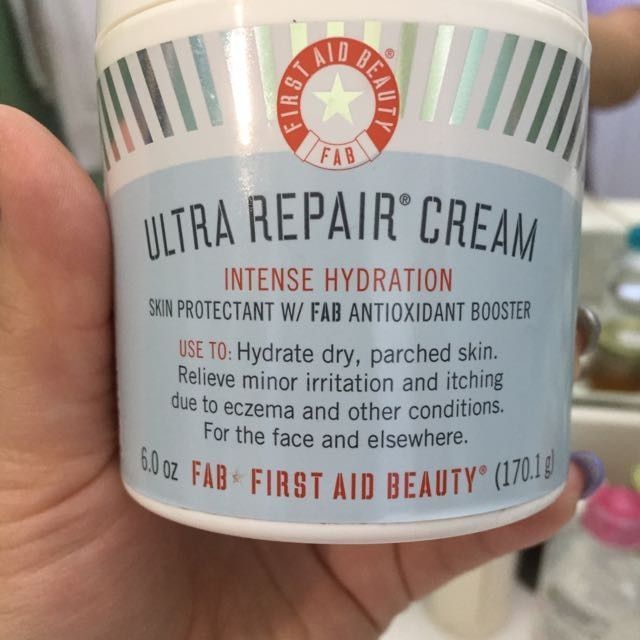 FIRST AID BEAUTY®
FAB
ULTRA REPAIR® CREAM
INTENSE HYDRATION
SKIN PROTECTANT W/ FAB ANTIOXIDANT BOOSTER
USE TO: Hydrate dry, parched skin.
Relieve minor irritation and itching
due to eczema and other conditions.
For the face and elsewhere.
6.0 oz FAB FIRST AID BEAUTY® (170.1 g)